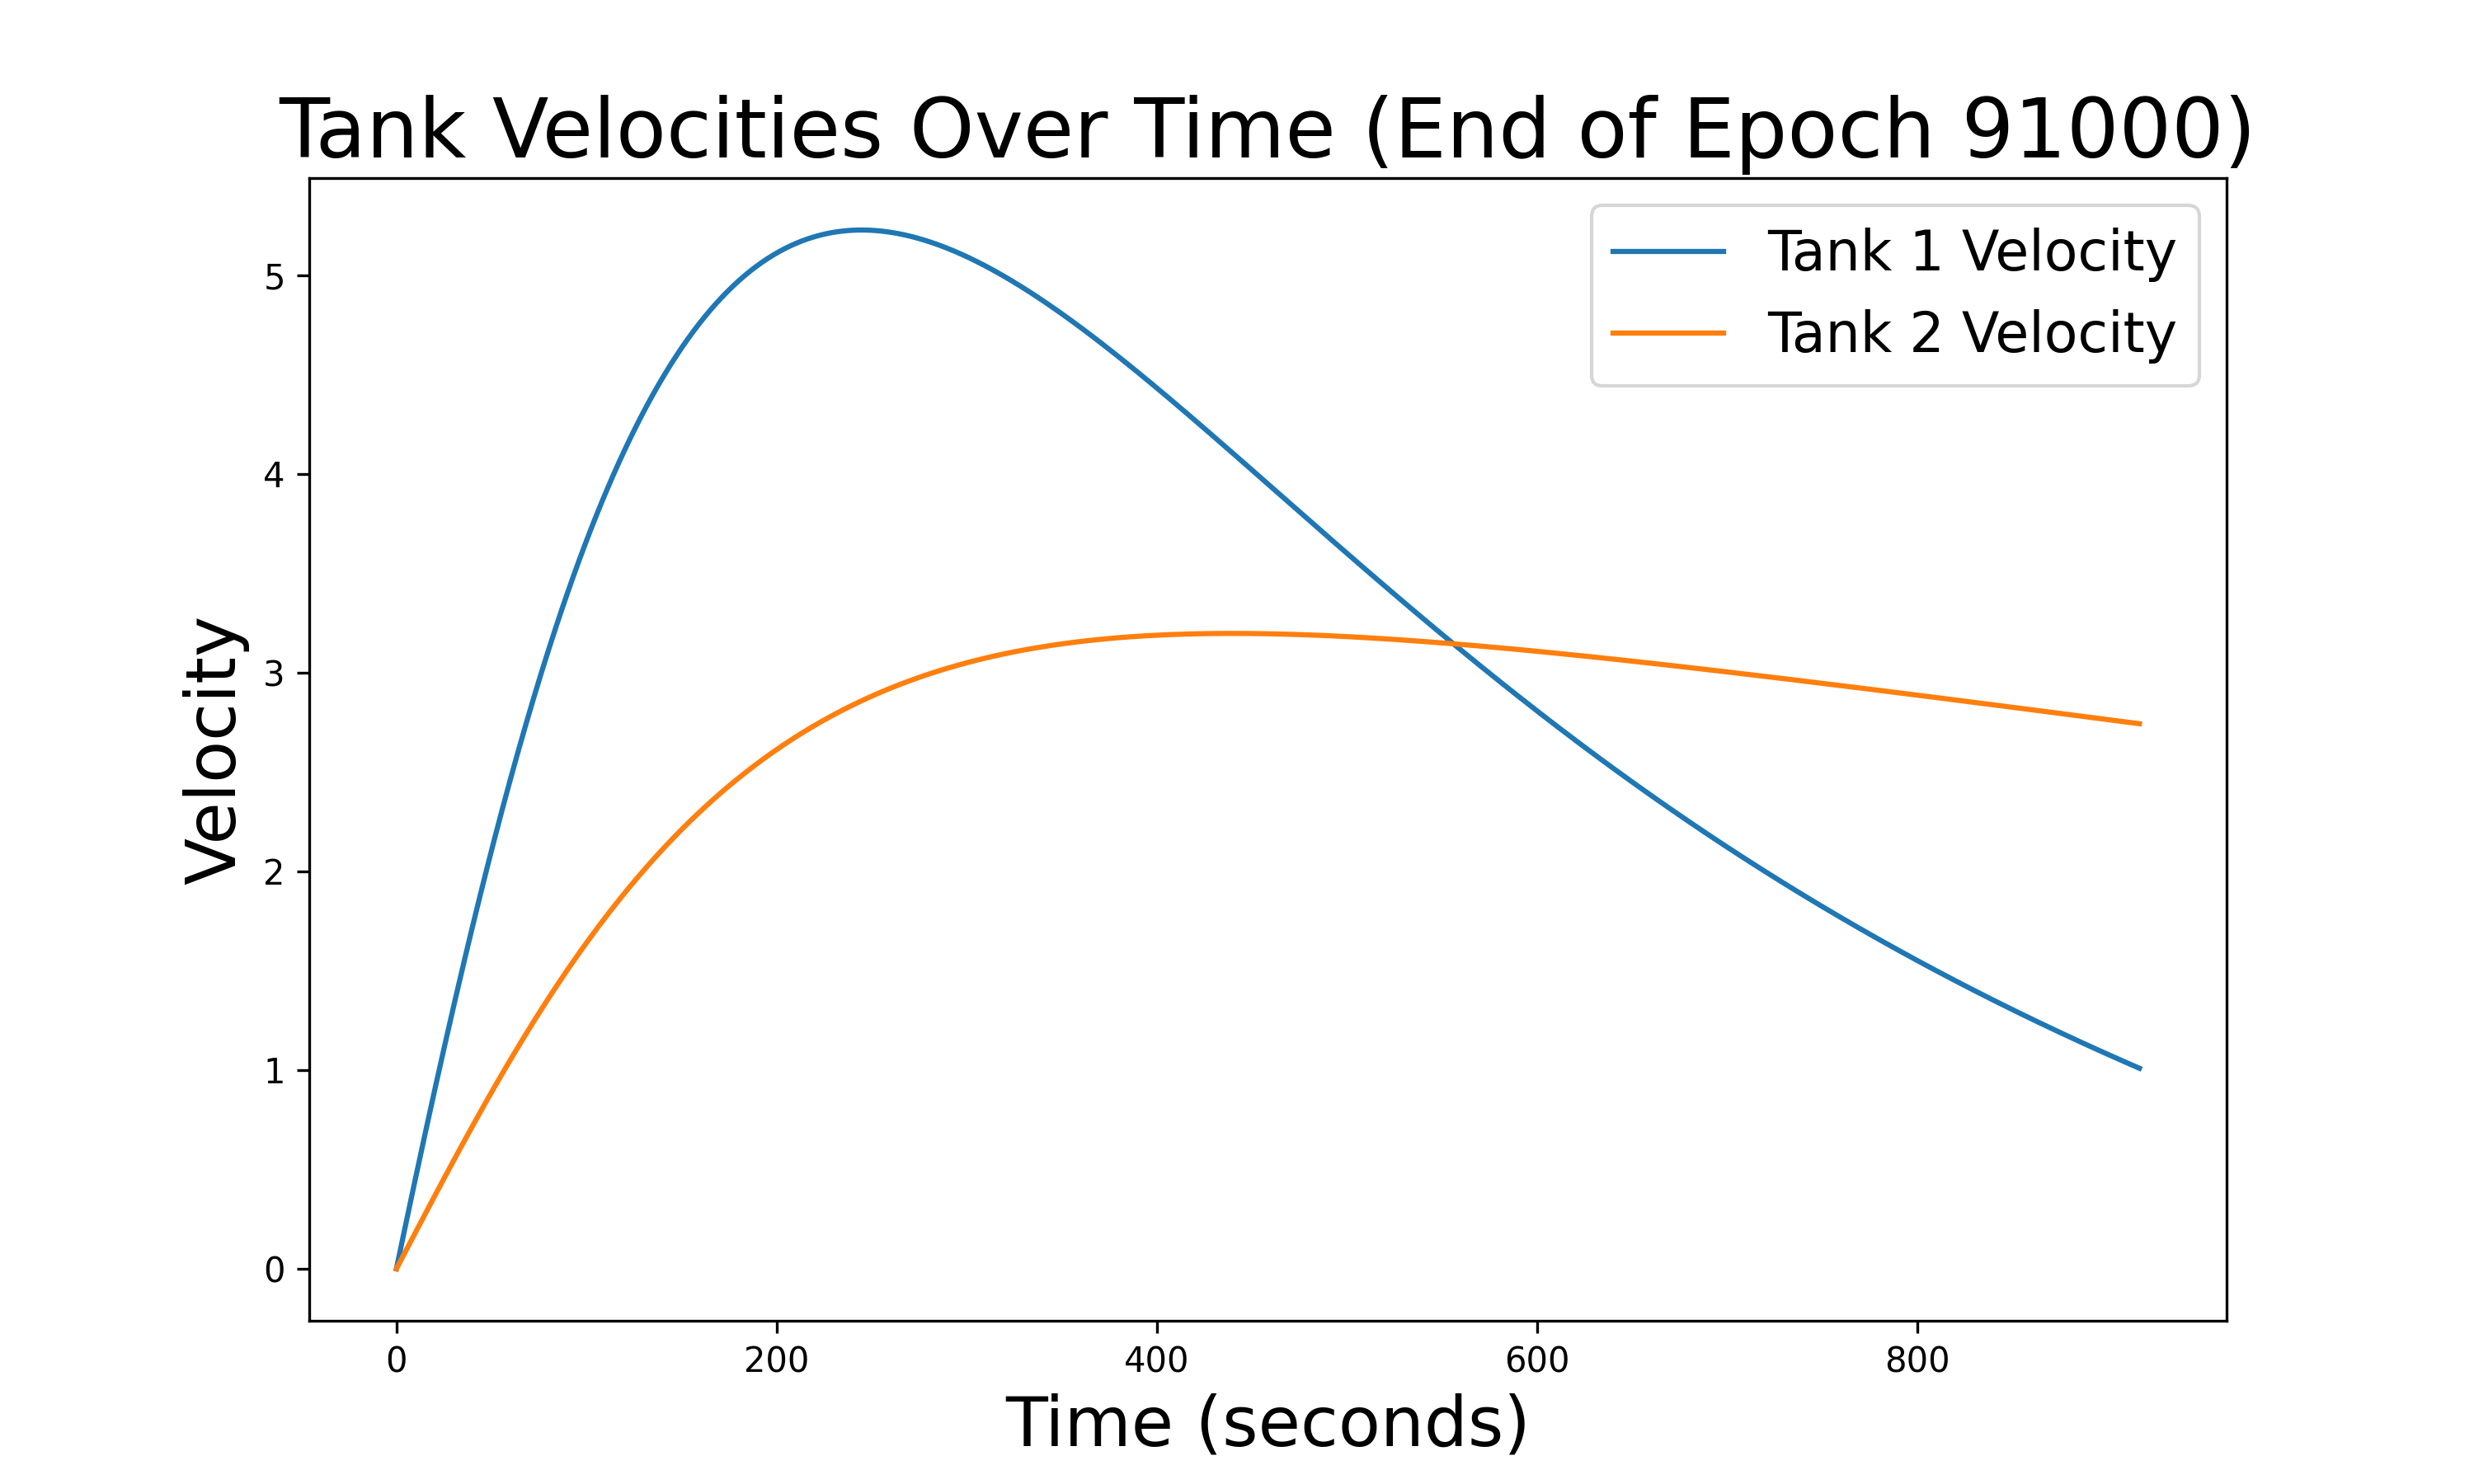 Tank Velocities Over Time (End of Epoch 91000)
Tank 1 Velocity
Tank 2 Velocity
Velocity
5
4
3
2
1
0
0 200 400 600 800
Time (seconds)